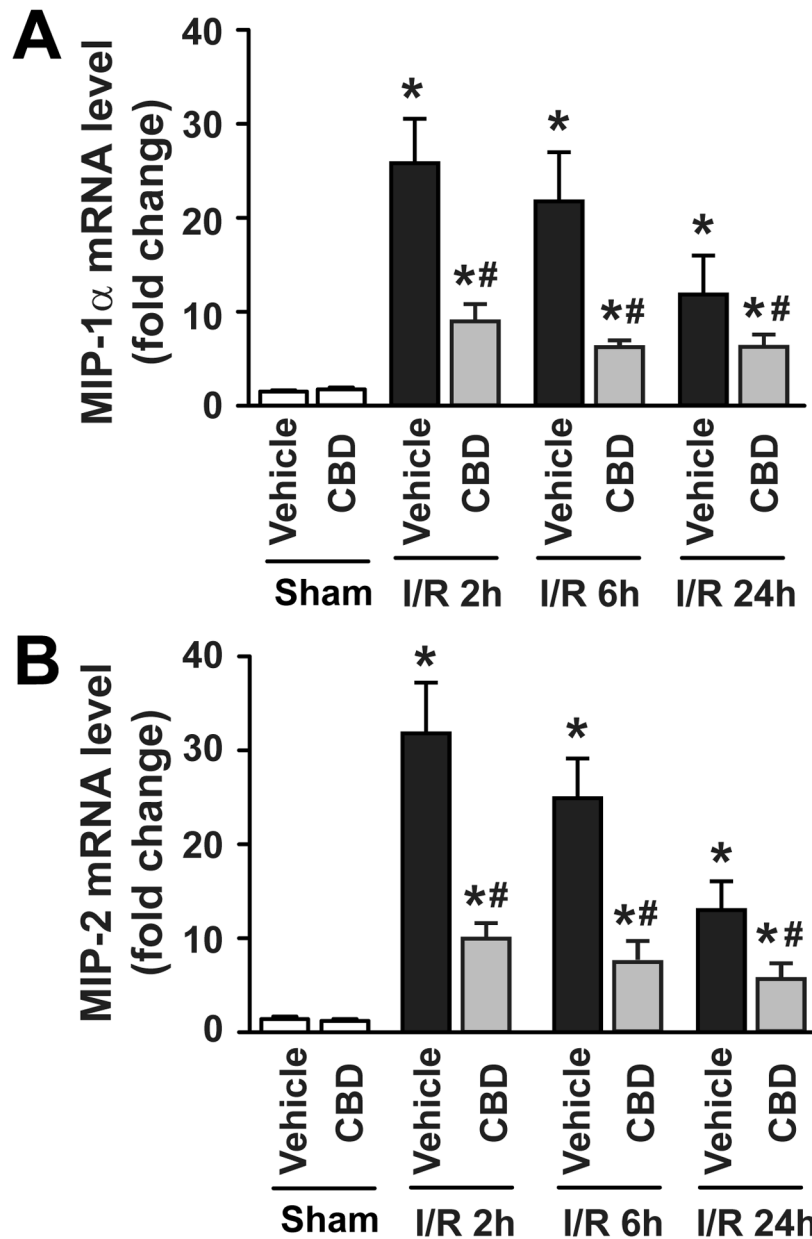 A
MIP-1α mRNA level
(fold change)
40
30
20
10
0
*
*#
*
*#
*
*#
Vehicle
CBD
Vehicle
CBD
Vehicle
CBD
Vehicle
CBD
Sham
I/R 2h
I/R 6h
I/R 24h
B
MIP-2 mRNA level
(fold change)
40
30
20
10
0
*
*#
*
*#
*
*#
Vehicle
CBD
Vehicle
CBD
Vehicle
CBD
Vehicle
CBD
Sham
I/R 2h
I/R 6h
I/R 24h